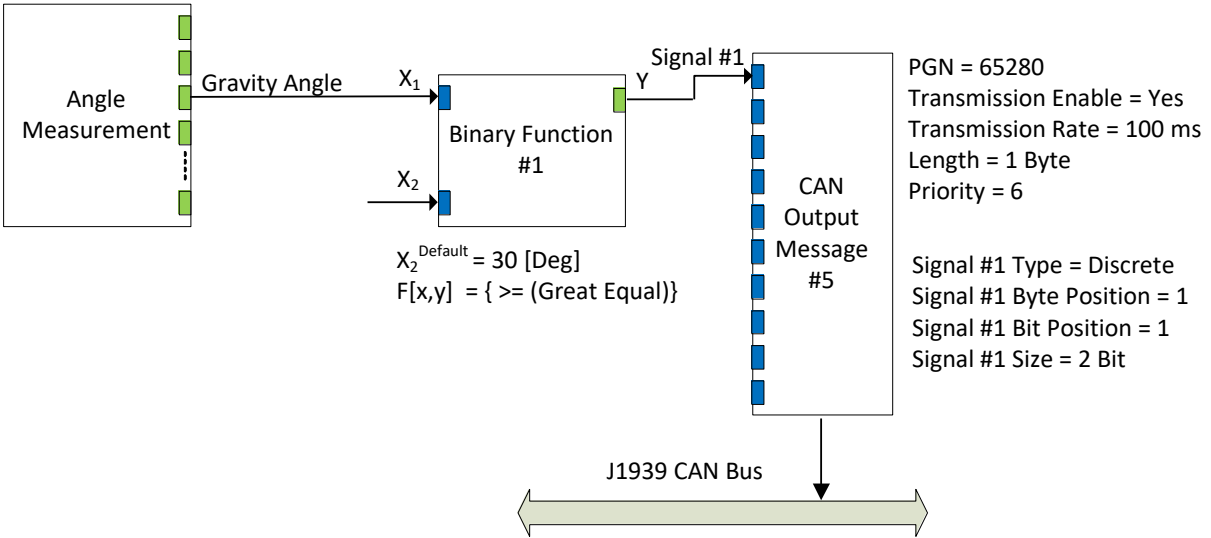 Angle
Measurement
Gravity Angle
X₁
X₂
Binary Function
#1
Y
X₂ᴰᵉᶠᵃᵘˡᵗ = 30 [Deg]
F[x,y] = { >= (Great Equal)}
Signal #1
CAN
Output
Message
#5
PGN = 65280
Transmission Enable = Yes
Transmission Rate = 100 ms
Length = 1 Byte
Priority = 6
Signal #1 Type = Discrete
Signal #1 Byte Position = 1
Signal #1 Bit Position = 1
Signal #1 Size = 2 Bit
J1939 CAN Bus